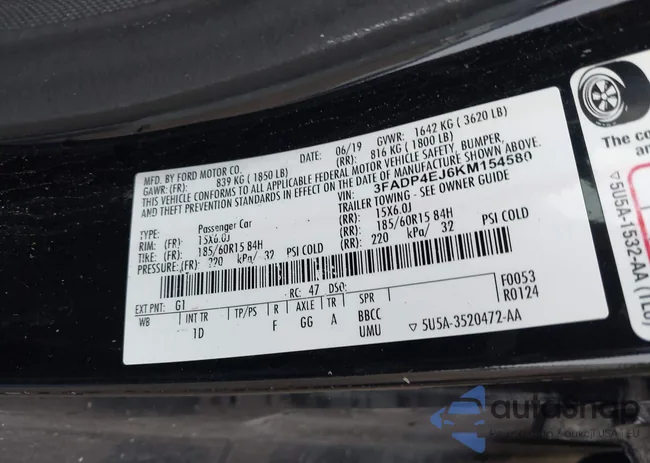 MFD. BY FORD MOTOR CO. 06/19 GVWR: 1642 KG ( 3620 LB)
GAWR: (FR): 839 KG ( 1850 LB) (RR): 816 KG ( 1800 LB)
THIS VEHICLE CONFORMS TO ALL APPLICABLE FEDERAL MOTOR VEHICLE SAFETY, BUMPER,
AND THEFT PREVENTION STANDARDS IN EFFECT ON THE DATE OF MANUFACTURE SHOWN ABOVE.
VIN: 3FADP4EJ6KM154580
TYPE: Passenger Car TRAILER TOWING - SEE OWNER GUIDE
RIM: (FR): 15X6.0J (RR): 15X6.0J
TIRE: (FR): 185/60R15 84H (RR): 185/60R15 84H
PRESSURE: (FR): 220 kPa/ 32 PSI COLD (RR): 220 kPa/ 32 PSI COLD
EXT PNT: G1 RC: 47 DSO: F0053
R0124
WB INT TR TP/PS R AXLE TR SPR
1D F GG A BBCC
UMU
5U5A-3520472-AA
The co
5U5A-1532-AA
autosnap